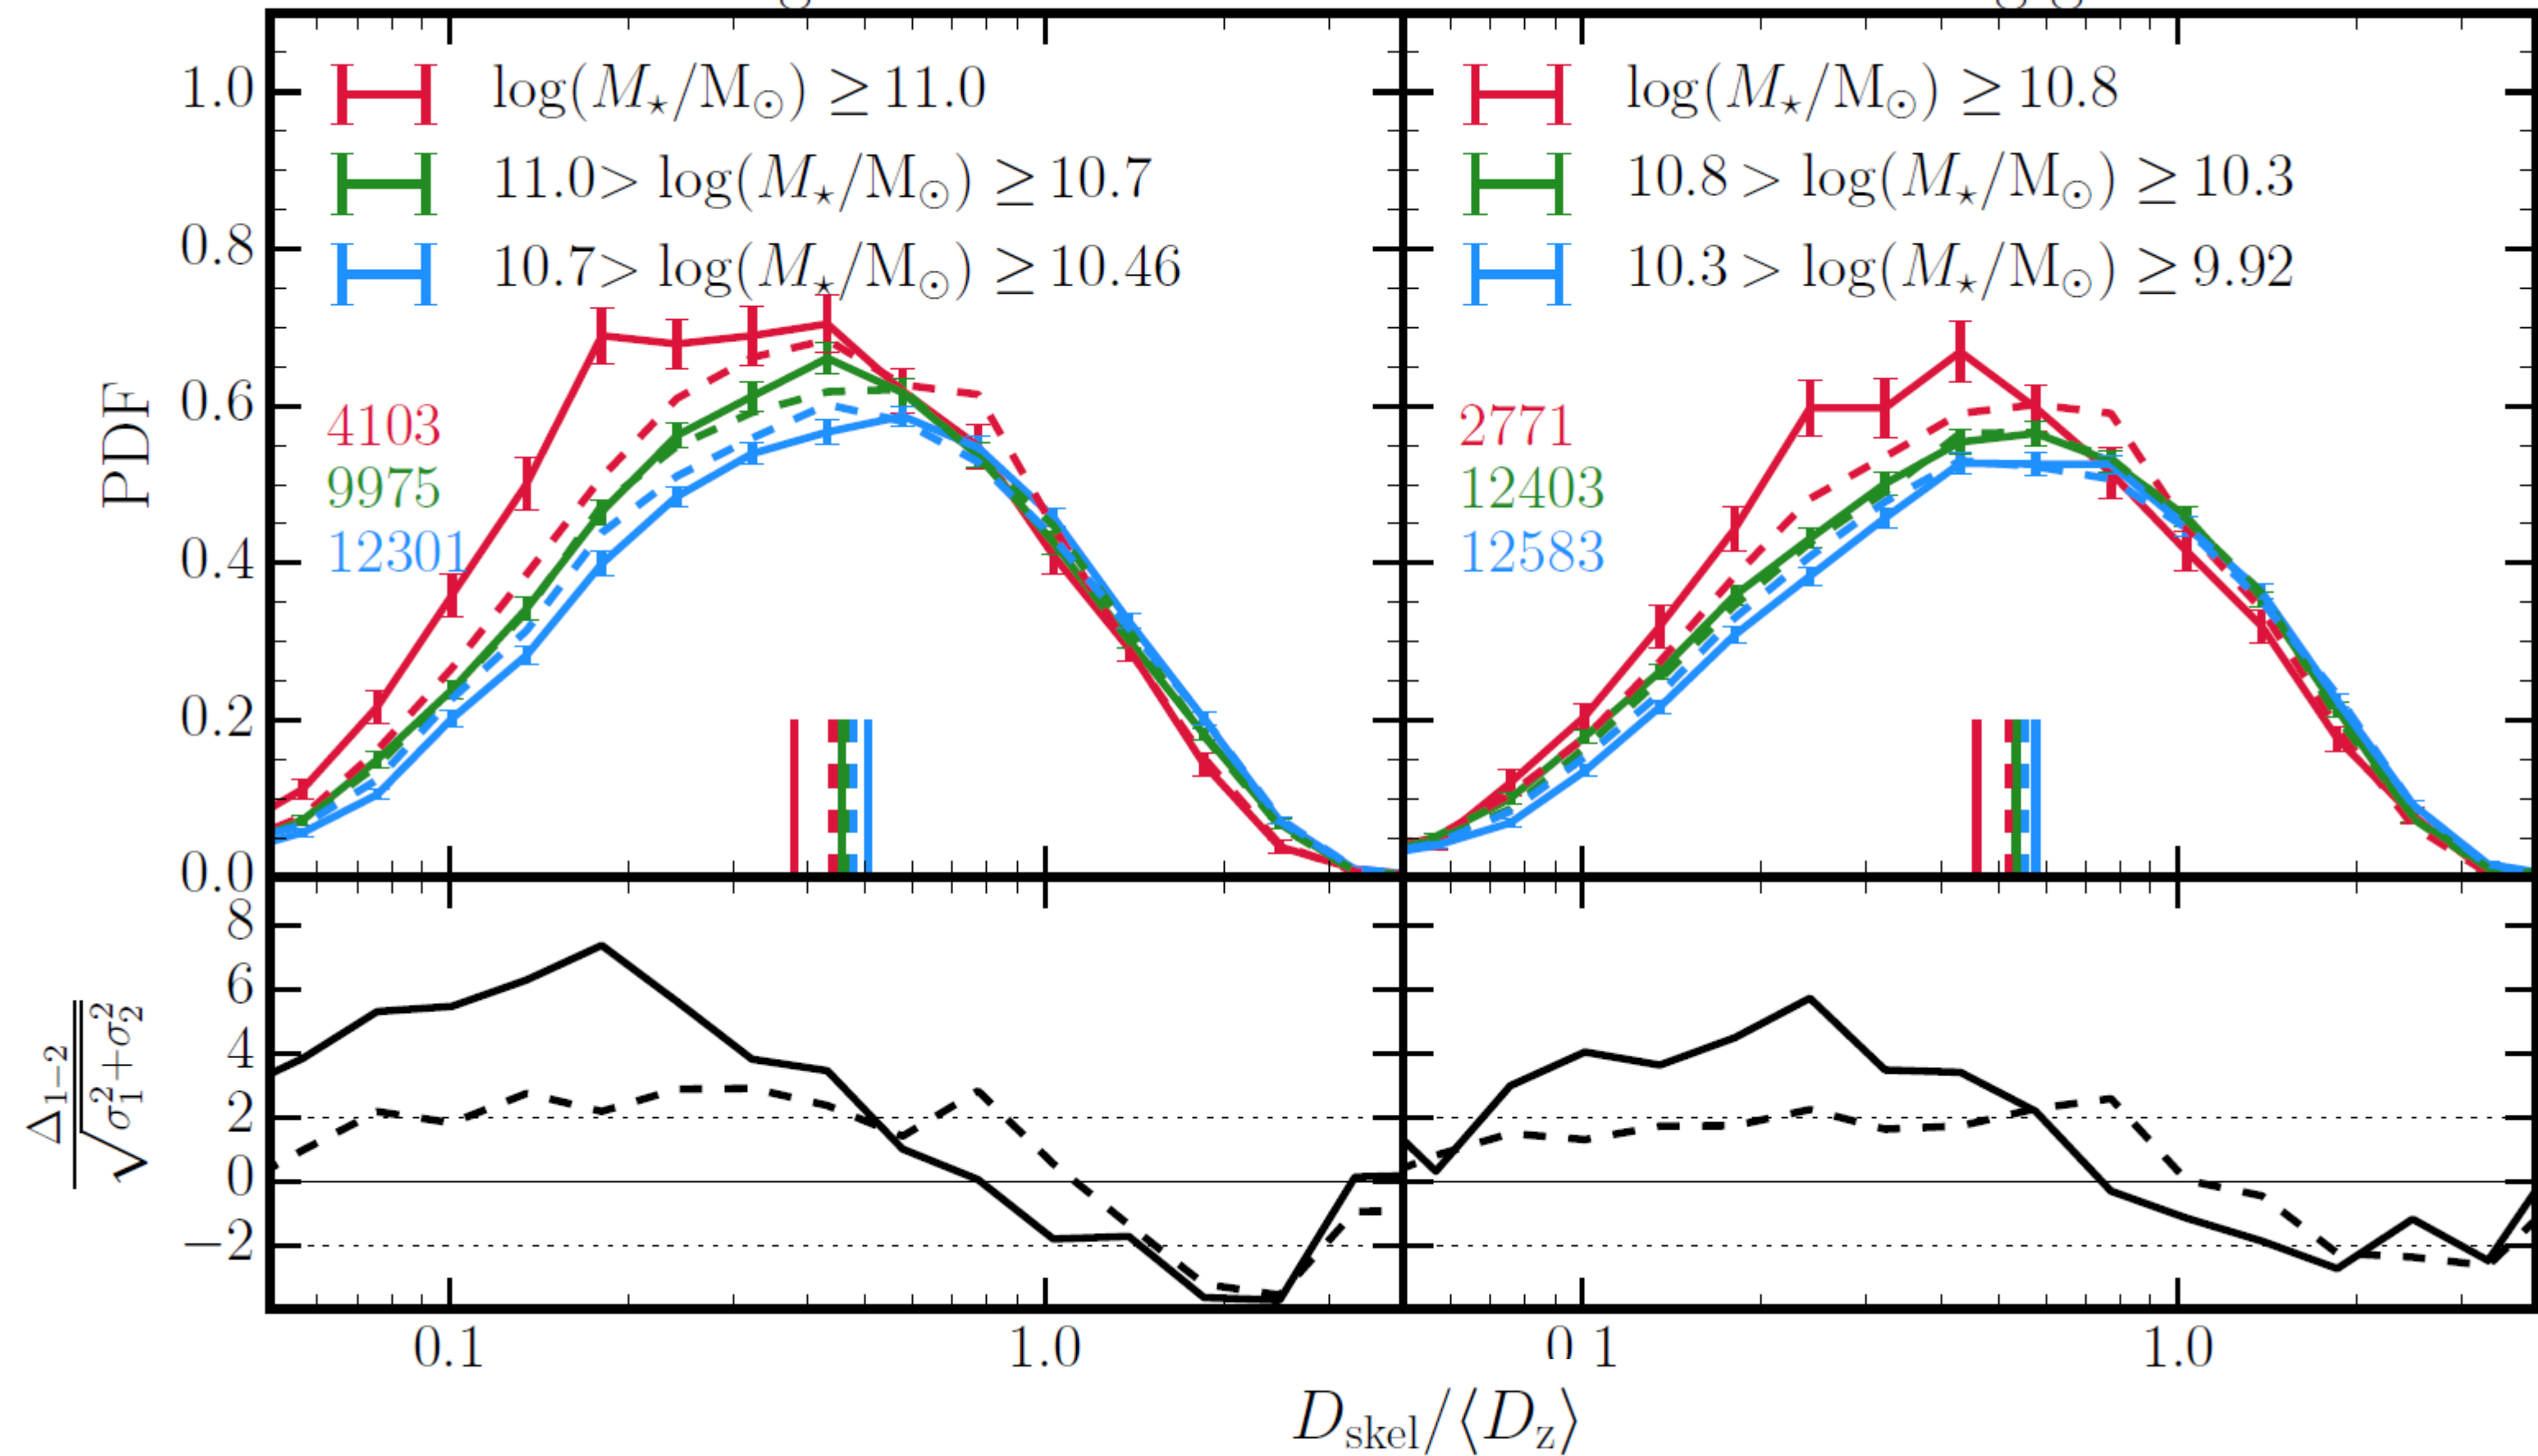 log(M⋆/M⊙) ≥ 11.0
11.0> log(M⋆/M⊙) ≥ 10.7
10.7> log(M⋆/M⊙) ≥ 10.46
4103
9975
12301
log(M⋆/M⊙) ≥ 10.8
10.8 > log(M⋆/M⊙) ≥ 10.3
10.3 > log(M⋆/M⊙) ≥ 9.92
2771
12403
12583
PDF
1.0
0.8
0.6
0.4
0.2
0.0
8
6
4
2
0
−2
Δ₁₋₂/√σ₁²+σ₂²
0.1 1.0 0 1 1.0
D_skel/⟨D_z⟩